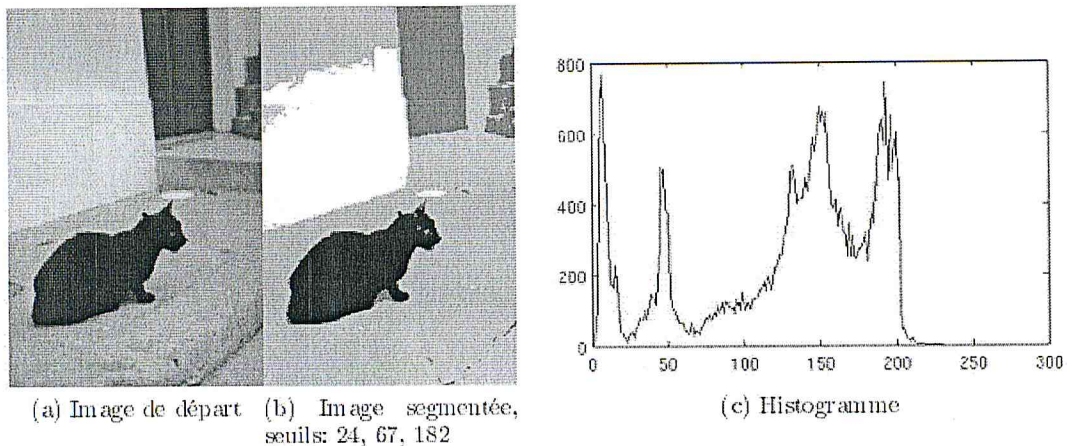 800
600
400
200
0
0 50 100 150 200 250 300
(a) Image de départ
(b) Image segmentée,
seuils: 24, 67, 182
(c) Histogramme